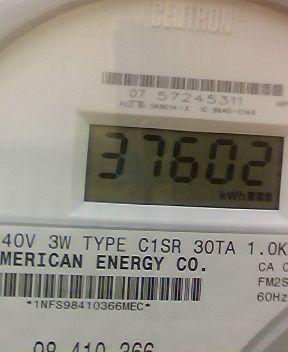 CENTRON
07 57245311
37602
kWh
40V 3W TYPE C1SR 30TA 1.0K
MERICAN ENERGY CO.
CA 0
FM2S
*1NFS98410366MEC*
60Hz
98 410 366